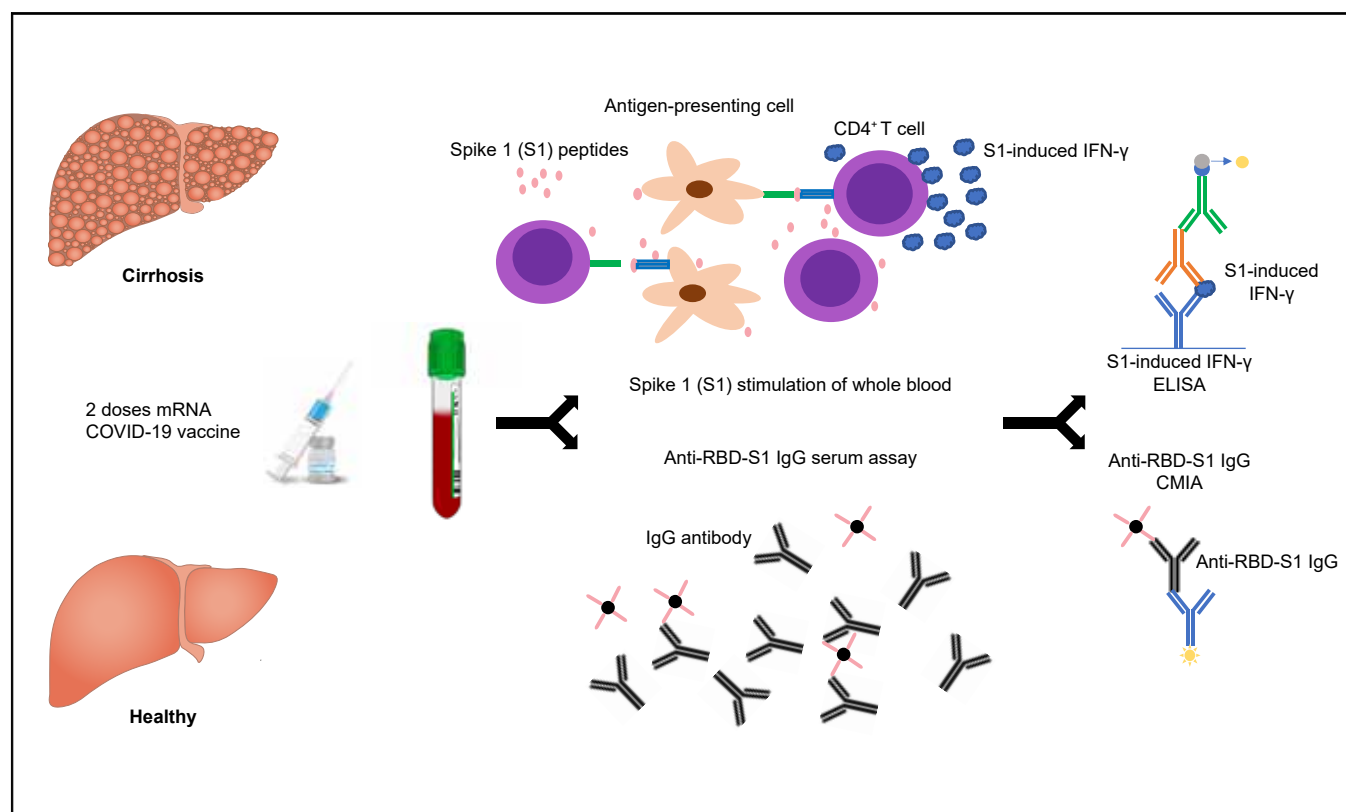 Antigen-presenting cell
CD4⁺ T cell
Spike 1 (S1) peptides
S1-induced IFN-γ
Cirrhosis
S1-induced
IFN-γ
S1-induced IFN-γ
ELISA
2 doses mRNA
COVID-19 vaccine
Spike 1 (S1) stimulation of whole blood
Anti-RBD-S1 IgG serum assay
Anti-RBD-S1 IgG
CMIA
IgG antibody
Anti-RBD-S1 IgG
Healthy